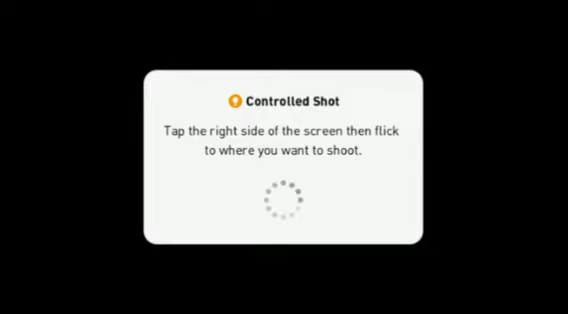 Controlled Shot
Tap the right side of the screen then flick
to where you want to shoot.